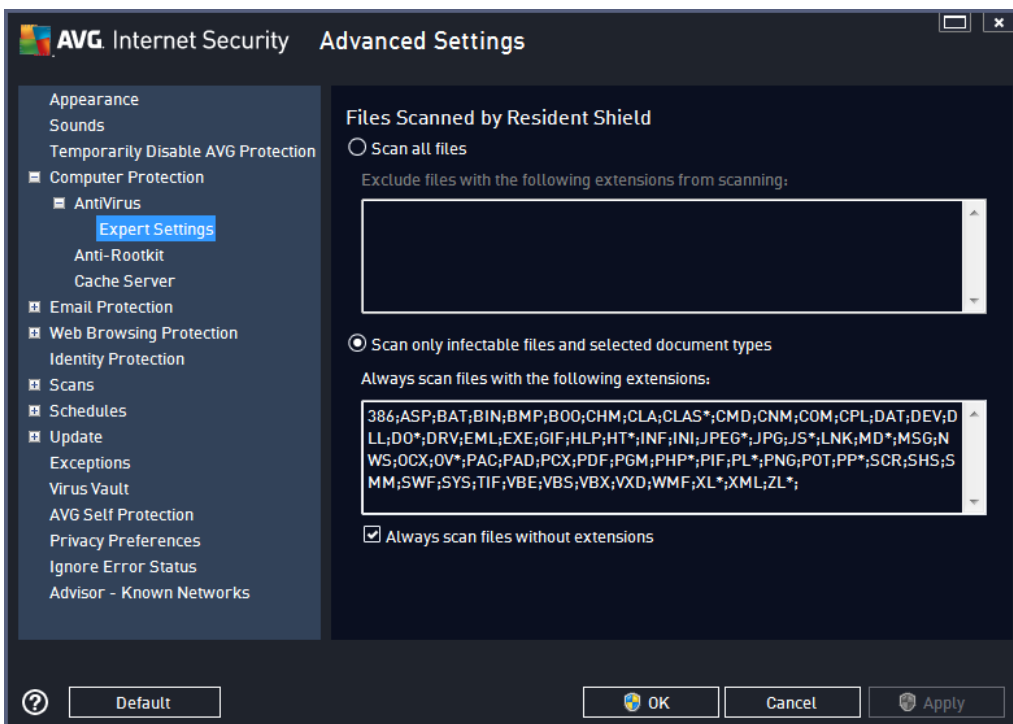 AVG. Internet Security Advanced Settings
Appearance
Sounds
Temporarily Disable AVG Protection
Computer Protection
AntiVirus
Expert Settings
Anti-Rootkit
Cache Server
Email Protection
Web Browsing Protection
Identity Protection
Scans
Schedules
Update
Exceptions
Virus Vault
AVG Self Protection
Privacy Preferences
Ignore Error Status
Advisor - Known Networks
Files Scanned by Resident Shield
Scan all files
Exclude files with the following extensions from scanning:
Scan only infectable files and selected document types
Always scan files with the following extensions:
386;ASP;BAT;BIN;BMP;BOO;CHM;CLA;CLAS*;CMD;CNM;COM;CPL;DAT;DEV;D
LL;DO*;DRV;EML;EXE;GIF;HLP;HT*;INF;INI;JPEG*;JPG;JS*;LNK;MD*;MSG;N
WS;OCX;OV*;PAC;PAD;PCX;PDF;PGM;PHP*;PIF;PL*;PNG;POT;PP*;SCR;SHS;S
MM;SWF;SYS;TIF;VBE;VBS;VBX;VXD;WMF;XL*;XML;ZL*;
Always scan files without extensions
? Default OK Cancel Apply